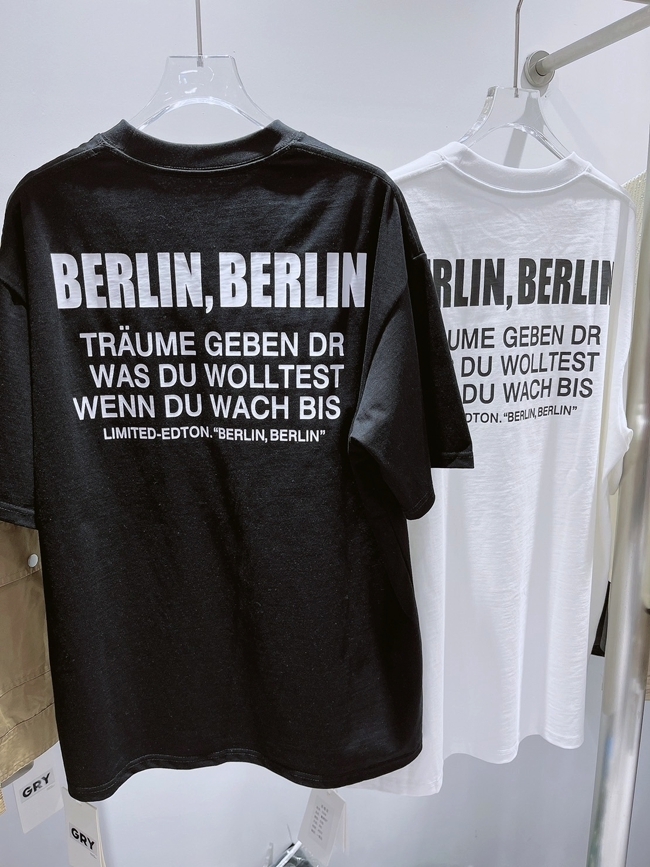 BERLIN, BERLIN
TRÄUME GEBEN DR
WAS DU WOLLTEST
WENN DU WACH BIS
LIMITED-EDTON. “BERLIN, BERLIN”
RLIN, BERLIN
UME GEBEN DR
DU WOLLTEST
DU WACH BIS
DTON. “BERLIN, BERLIN”
GRY
GRY